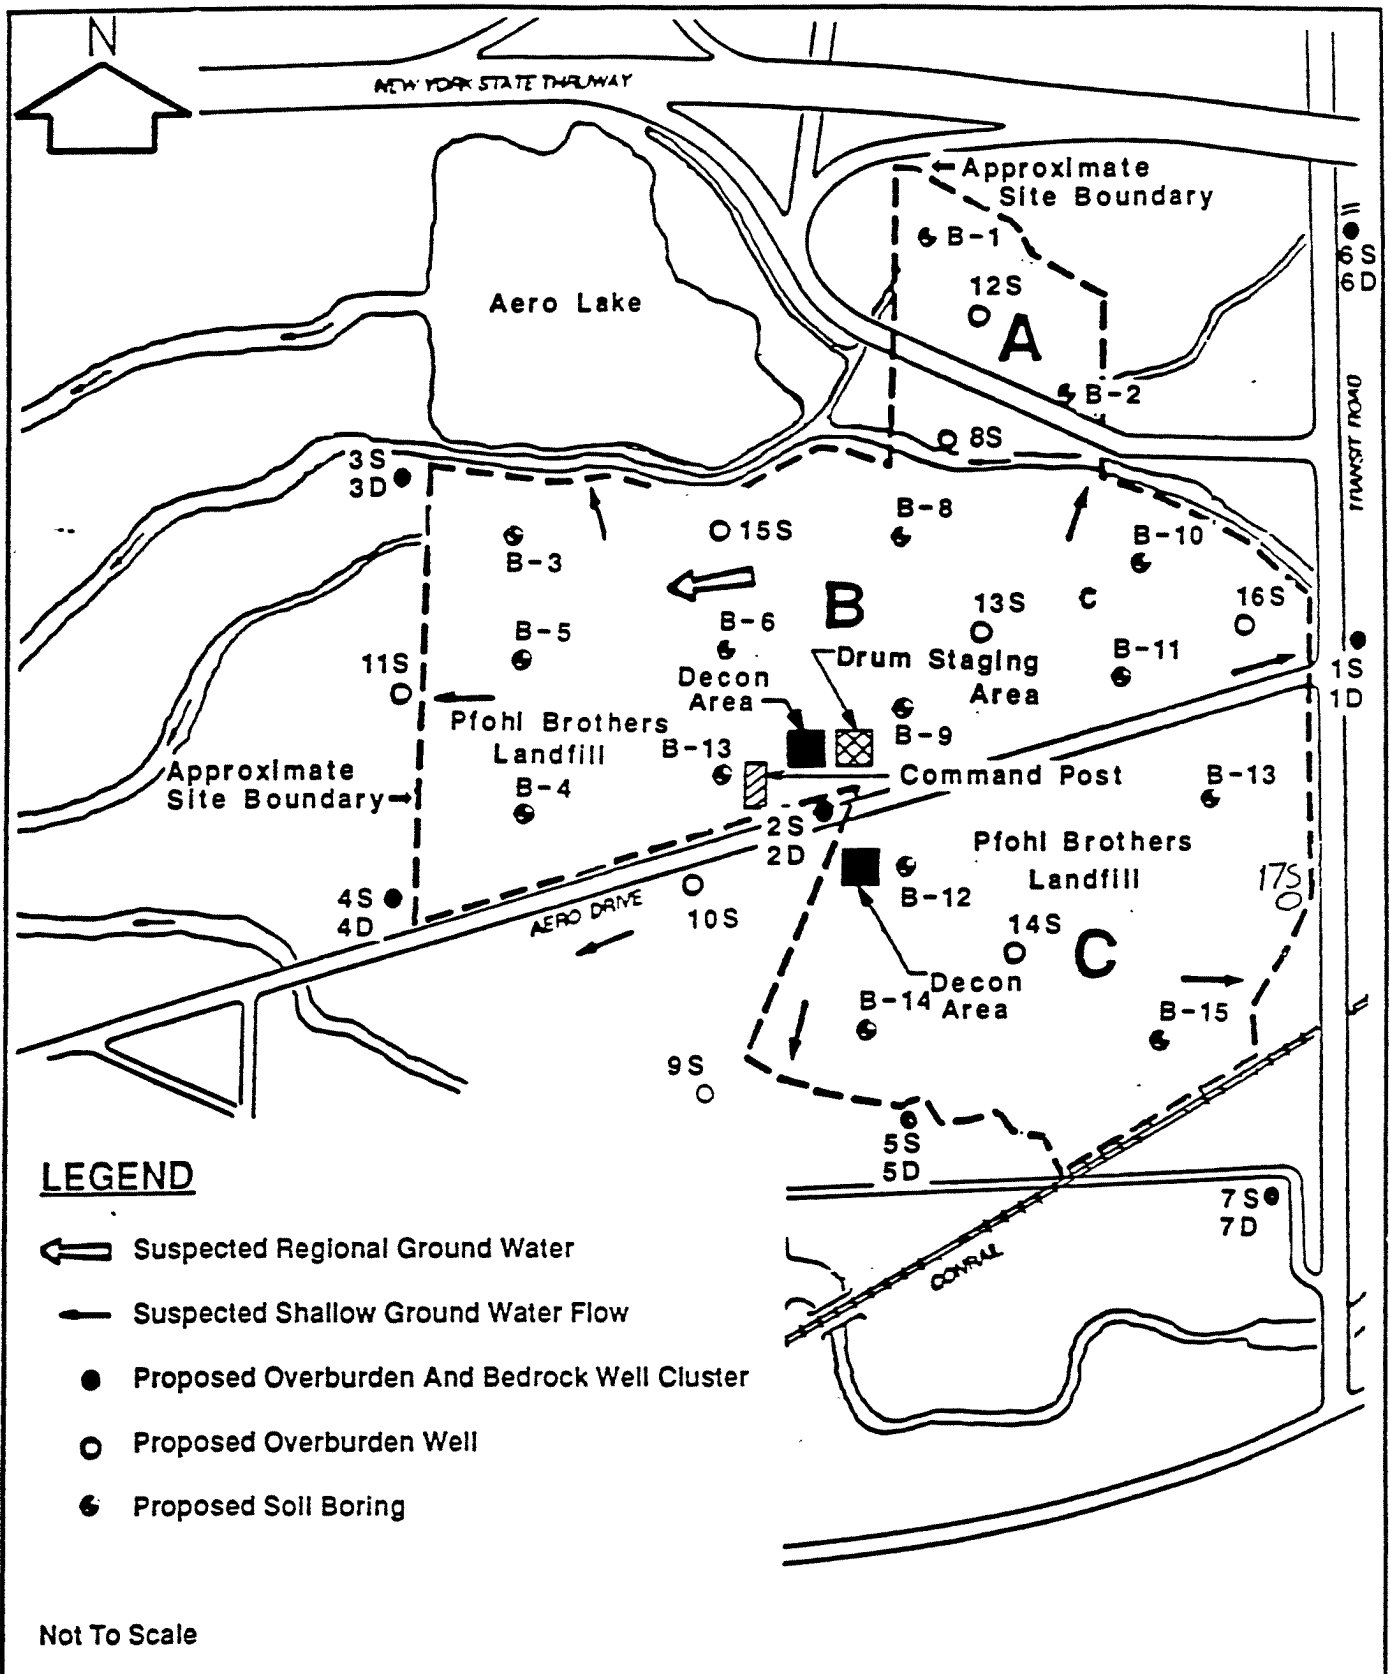 N
NEW YORK STATE THRUWAY
Approximate
Site Boundary
B-1
6S
6D
12S
Aero Lake
A
B-2
TRANSIT ROAD
8S
3S
3D
B-8
15S
B-10
B-3
C
16S
13S
B
B-6
B-5
B-11
Drum Staging
Area
11S
1S
1D
Decon
Area
Pfohl Brothers
Landfill
B-9
B-13
Command Post
B-13
Approximate
Site Boundary
B-4
2S
2D
Pfohl Brothers
Landfill
17S
B-12
4S
4D
AERO DRIVE
10S
14S
C
Decon
Area
B-14
B-15
9S
5S
5D
LEGEND
7S
7D
Suspected Regional Ground Water
CONRAIL
Suspected Shallow Ground Water Flow
Proposed Overburden And Bedrock Well Cluster
Proposed Overburden Well
Proposed Soil Boring
Not To Scale